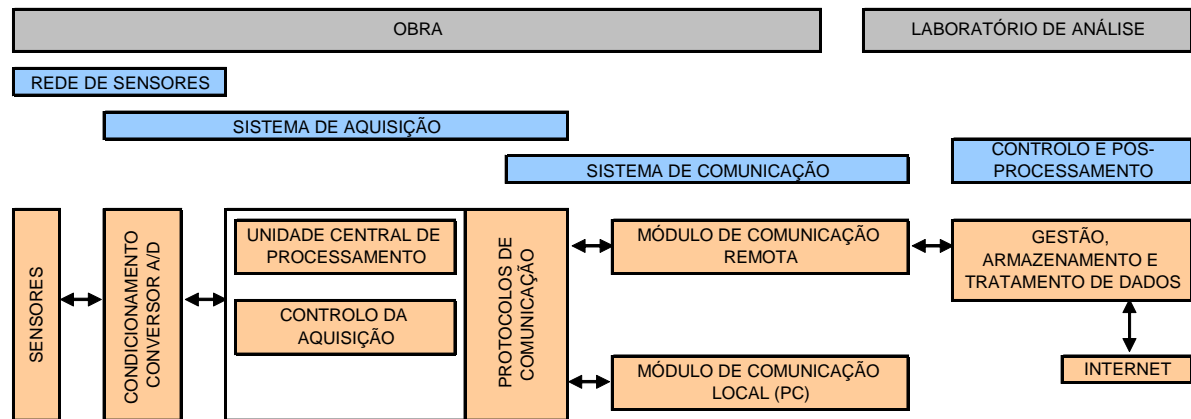 OBRA
LABORATÓRIO DE ANÁLISE
REDE DE SENSORES
SISTEMA DE AQUISIÇÃO
SISTEMA DE COMUNICAÇÃO
CONTROLO E PÓS-
PROCESSAMENTO
SENSORES
CONDICIONAMENTO
CONVERSOR A/D
UNIDADE CENTRAL DE
PROCESSAMENTO
CONTROLO DA
AQUISIÇÃO
PROTOCOLOS DE
COMUNICAÇÃO
MÓDULO DE COMUNICAÇÃO
REMOTA
MÓDULO DE COMUNICAÇÃO
LOCAL (PC)
GESTÃO,
ARMAZENAMENTO E
TRATAMENTO DE DADOS
INTERNET